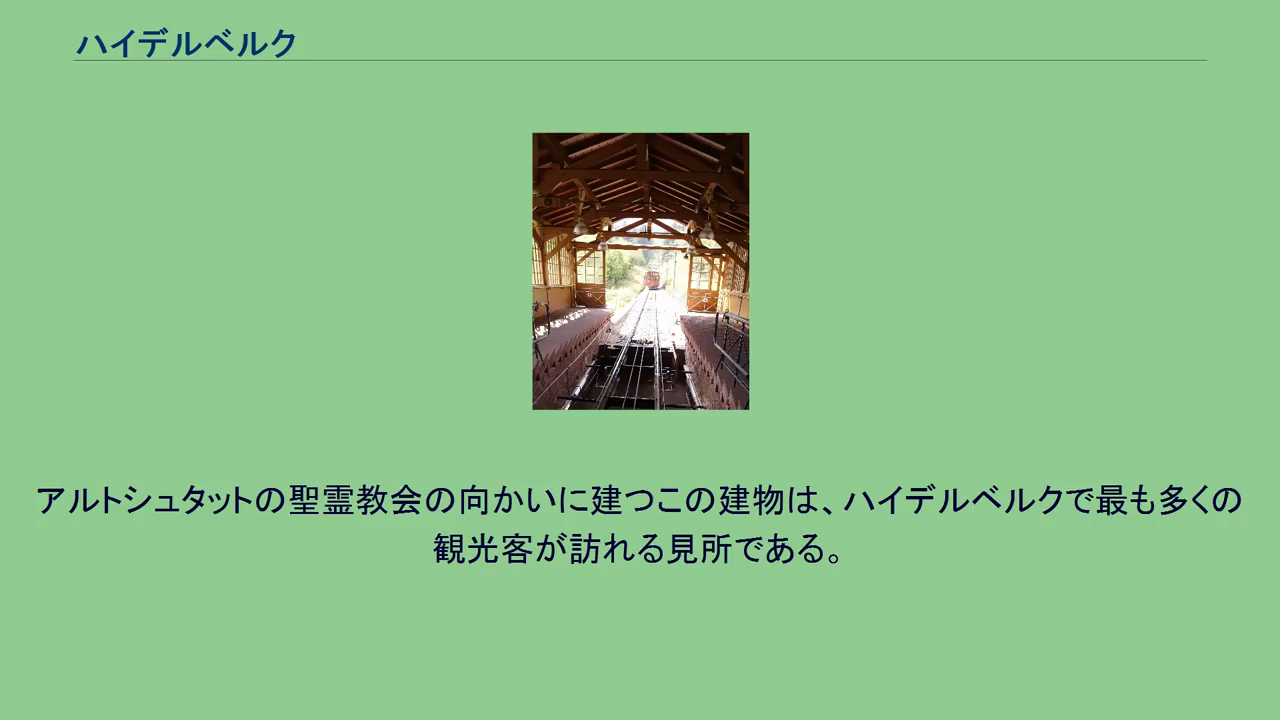 ハイデルベルク
アルトシュタットの聖霊教会の向かいに建つこの建物は、ハイデルベルクで最も多くの
観光客が訪れる見所である。